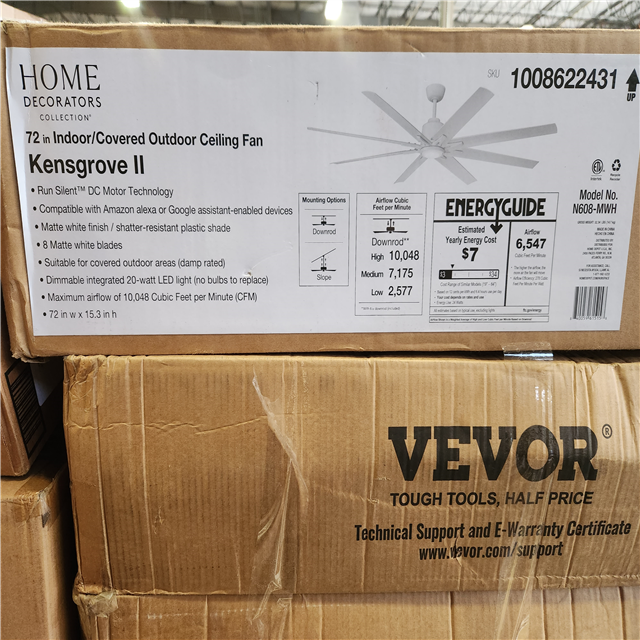 HOME
DECORATORS
COLLECTION®
72 in Indoor/Covered Outdoor Ceiling Fan
Kensgrove II
• Run Silent™ DC Motor Technology
• Compatible with Amazon alexa or Google assistant-enabled devices
• Matte white finish / shatter-resistant plastic shade
• 8 Matte white blades
• Suitable for covered outdoor areas (damp rated)
• Dimmable integrated 20-watt LED light (no bulbs to replace)
• Maximum airflow of 10,048 Cubic Feet per Minute (CFM)
• 72 in w x 15.3 in h
Mounting Options
Downrod
Slope
Airflow Cubic
Feet per Minute
Downrod**
High 10,048
Medium 7,175
Low 2,577
ENERGYGUIDE
Estimated
Yearly Energy Cost
$7
Airflow
6,547
Cubic Feet Per Minute
$3
$34
SKU 1008622431
UP
Model No.
N608-MWH
VEVOR®
TOUGH TOOLS, HALF PRICE
Technical Support and E-Warranty Certificate
www.vevor.com/support